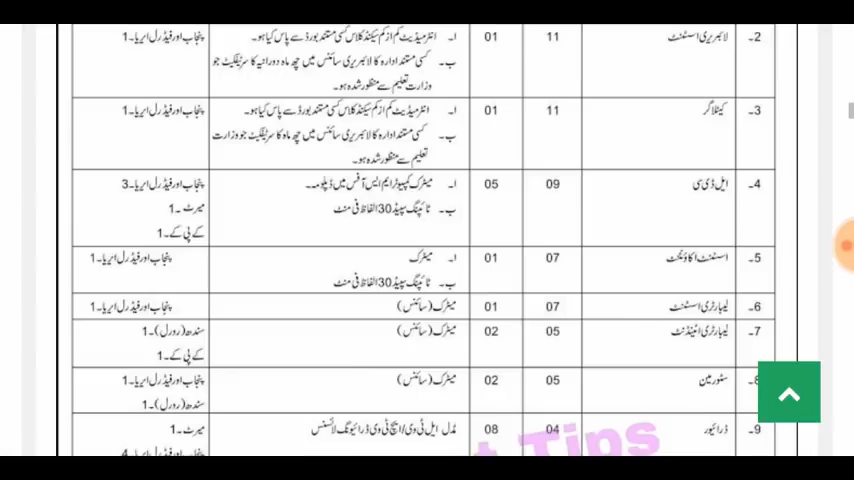 2۔ لائبریری اسسٹنٹ 11 01 ا۔ انٹرمیڈیٹ کم از کم سیکنڈ کلاس کسی مستند بورڈ سے پاس کیا ہو۔ پنجاب اور فیڈرل ایریا۔1
ب۔ کسی مستند ادارہ کا لائبریری سائنس میں چھ ماہ دورانیہ کا سرٹیفکیٹ جو
وزارت تعلیم سے منظور شدہ ہو۔
3۔ کیٹلاگر 11 01 ا۔ انٹرمیڈیٹ کم از کم سیکنڈ کلاس کسی مستند بورڈ سے پاس کیا ہو۔ پنجاب اور فیڈرل ایریا۔1
ب۔ کسی مستند ادارہ کا لائبریری سائنس میں چھ ماہ کا سرٹیفکیٹ جو وزارت
تعلیم سے منظور شدہ ہو۔
4۔ ایل ڈی سی 09 05 ا۔ میٹرک کمپیوٹر ایم ایس آفس میں ڈپلومہ۔ پنجاب اور فیڈرل ایریا۔3
ب۔ ٹائپنگ سپیڈ 30 الفاظ فی منٹ میرٹ۔1
کے پی کے۔1
5۔ اسسٹنٹ اکاؤنٹنٹ 07 01 ا۔ میٹرک پنجاب اور فیڈرل ایریا۔1
ب۔ ٹائپنگ سپیڈ 30 الفاظ فی منٹ
6۔ لیبارٹری اسسٹنٹ 07 01 میٹرک (سائنس) پنجاب اور فیڈرل ایریا۔1
7۔ لیبارٹری اٹینڈنٹ 05 02 میٹرک (سائنس) سندھ (رورل)۔1
کے پی کے۔1
8 سٹورمین 05 02 میٹرک (سائنس) پنجاب اور فیڈرل ایریا۔1
سندھ (رورل)۔1
9۔ ڈرائیور 04 08 مڈل ایل ٹی وی/ایچ ٹی وی ڈرائیونگ لائسنس میرٹ۔1
پنجاب اور فیڈرل ایریا۔4
t Tips